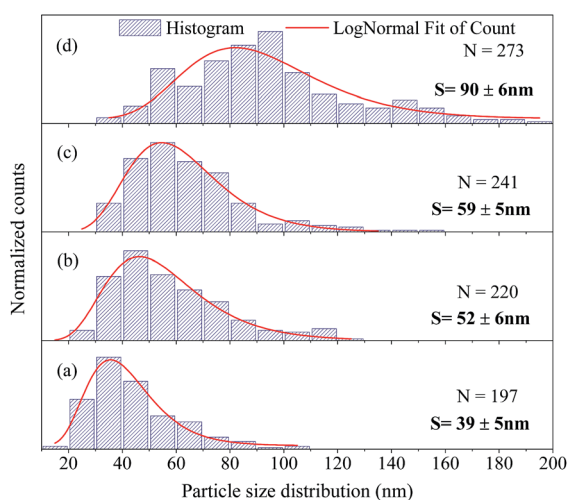 Histogram LogNormal Fit of Count
(d)
N = 273
S= 90 ± 6nm
(c)
N = 241
S= 59 ± 5nm
(b)
N = 220
S= 52 ± 6nm
(a)
N = 197
S= 39 ± 5nm
Normalized counts
20 40 60 80 100 120 140 160 180 200
Particle size distribution (nm)